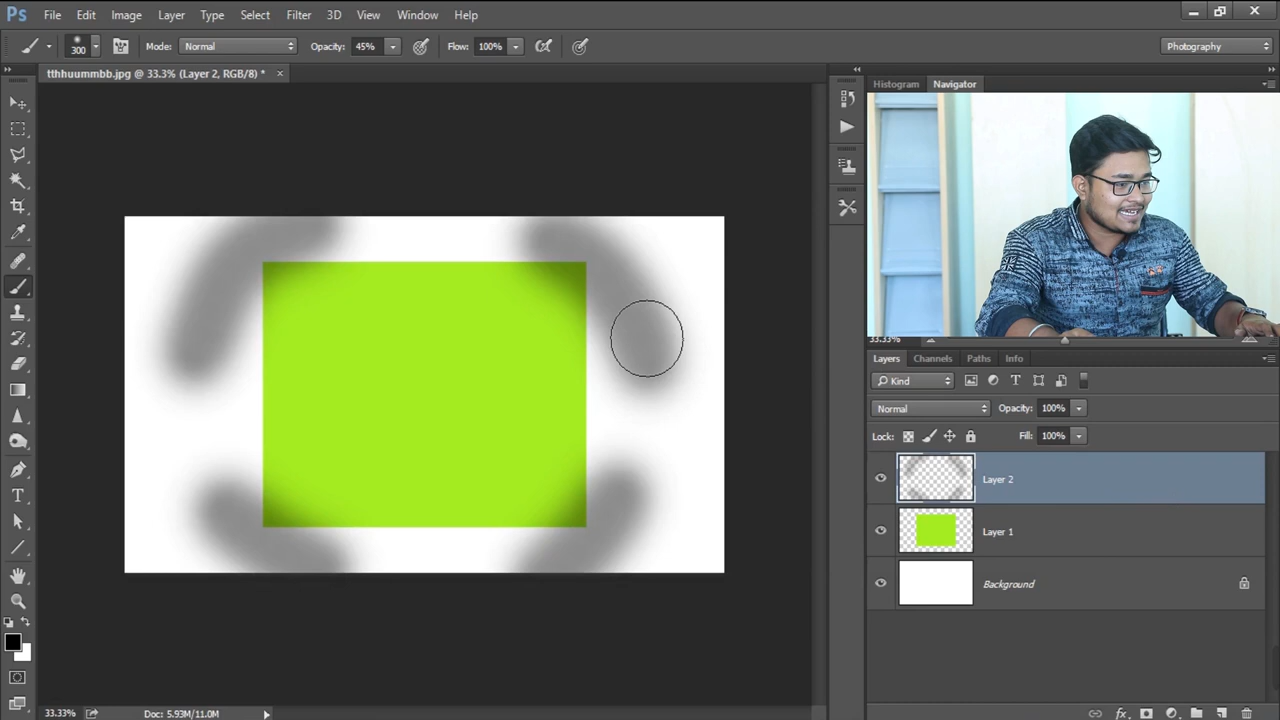 Ps File Edit Image Layer Type Select Filter 3D View Window Help
300 Mode: Normal Opacity: 45% Flow: 100% Photography
tthhuummbb.jpg @ 33.3% (Layer 2, RGB/8) * ×
Histogram Navigator
33.33%
Layers Channels Paths Info
Kind
Normal Opacity: 100%
Lock: Fill: 100%
Layer 2
Layer 1
Background
33.33% Doc: 5.93M/11.0M